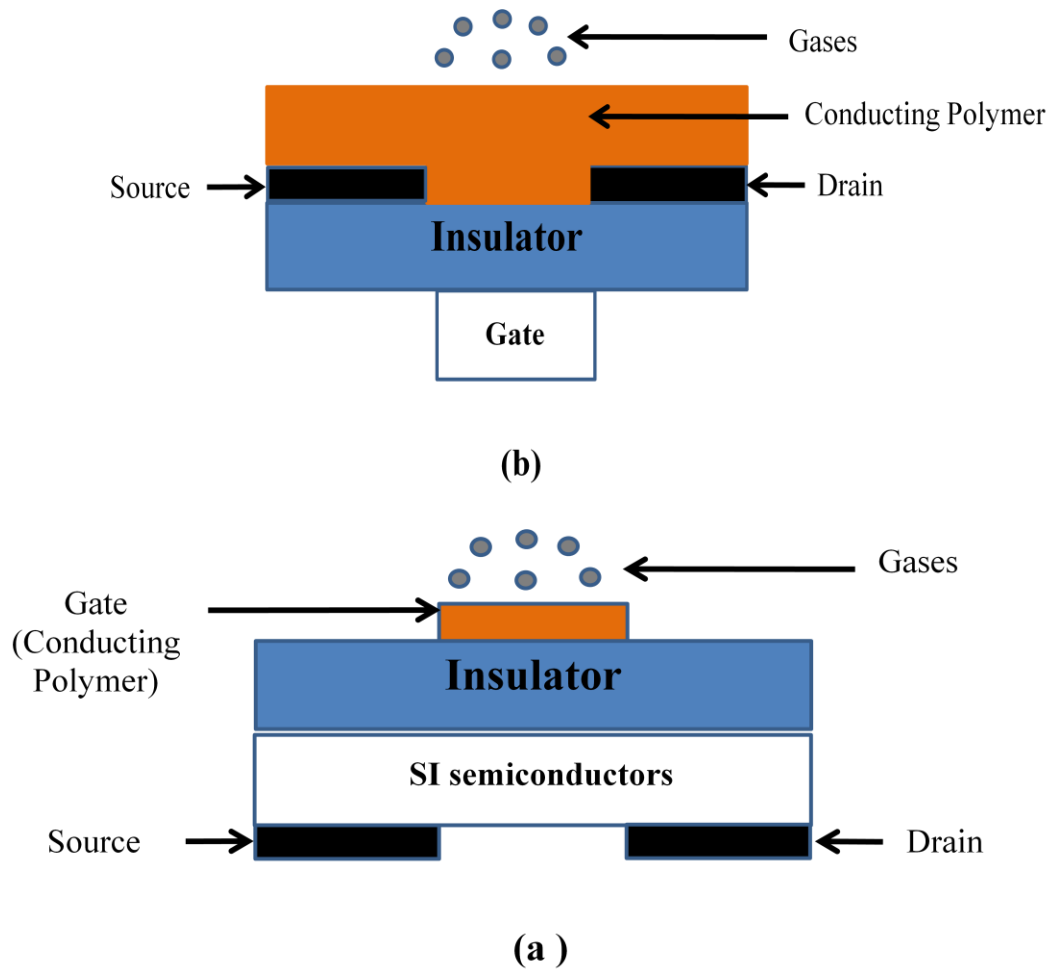 Gases
Conducting Polymer
Source
Drain
Insulator
Gate
(b)
Gases
Gate
(Conducting
Polymer)
Insulator
SI semiconductors
Source
Drain
(a )